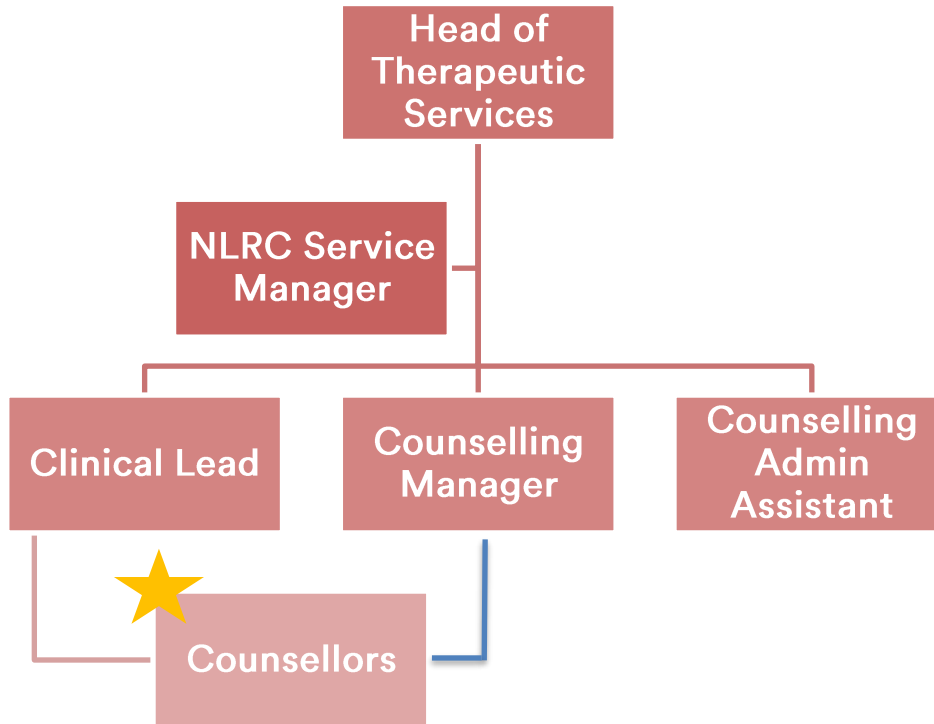 Head of
Therapeutic
Services
NLRC Service
Manager
Clinical Lead
Counselling
Manager
Counselling
Admin
Assistant
Counsellors